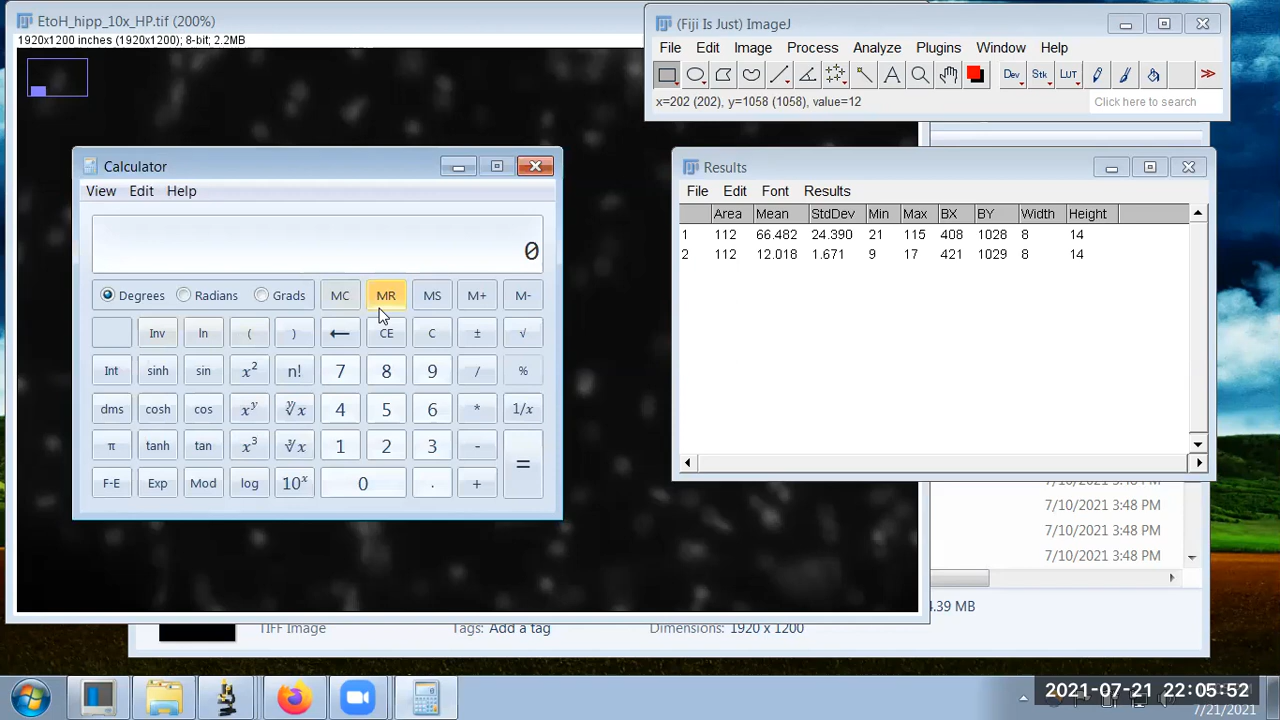 EtoH_hipp_10x_HP.tif (200%)
1920x1200 inches (1920x1200); 8-bit; 2.2MB
(Fiji Is Just) ImageJ
File Edit Image Process Analyze Plugins Window Help
Dev Stk LUT A >>
x=202 (202), y=1058 (1058), value=12
Click here to search
Calculator
View Edit Help
0
Degrees Radians Grads MC MR MS M+ M-
Inv ln ( ) ← CE C ± √
Int sinh sin x² n! 7 8 9 / %
dms cosh cos xʸ ʸ√x 4 5 6 * 1/x
π tanh tan x³ ³√x 1 2 3 - =
F-E Exp Mod log 10ˣ 0 . +
Results
File Edit Font Results
Area Mean StdDev Min Max BX BY Width Height
1 112 66.482 24.390 21 115 408 1028 8 14
2 112 12.018 1.671 9 17 421 1029 8 14
7/10/2021 3:48 PM
7/10/2021 3:48 PM
7/10/2021 3:48 PM
4.39 MB
TIFF Image Tags: Add a tag Dimensions: 1920 x 1200
2021-07-21 22:05:52
7/21/2021